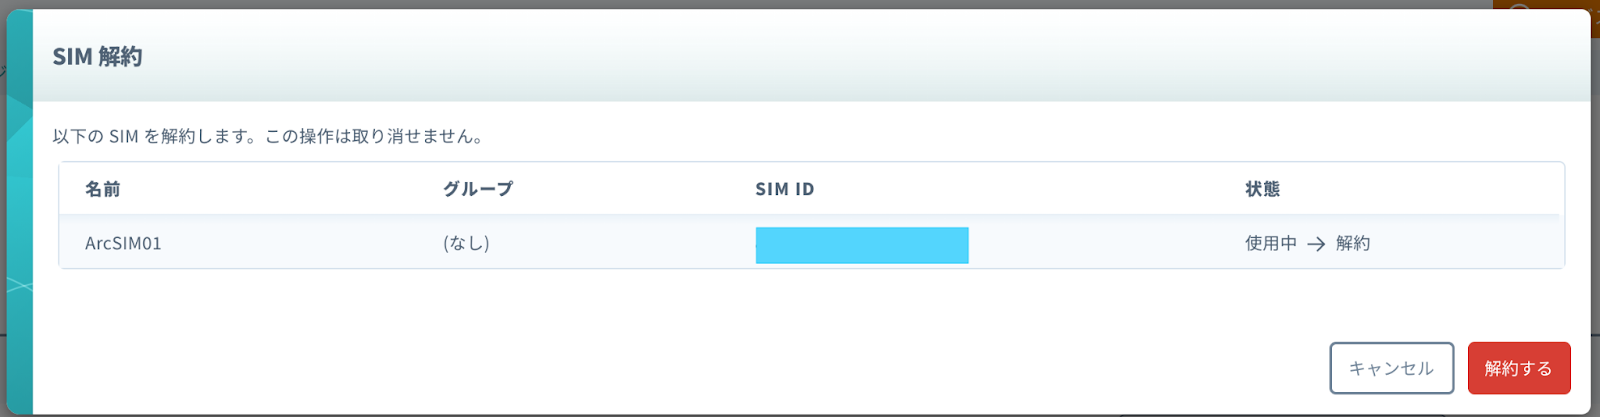 SIM 解約
以下の SIM を解約します。この操作は取り消せません。
名前 グループ SIM ID 状態
ArcSIM01 (なし) 使用中 → 解約
キャンセル 解約する